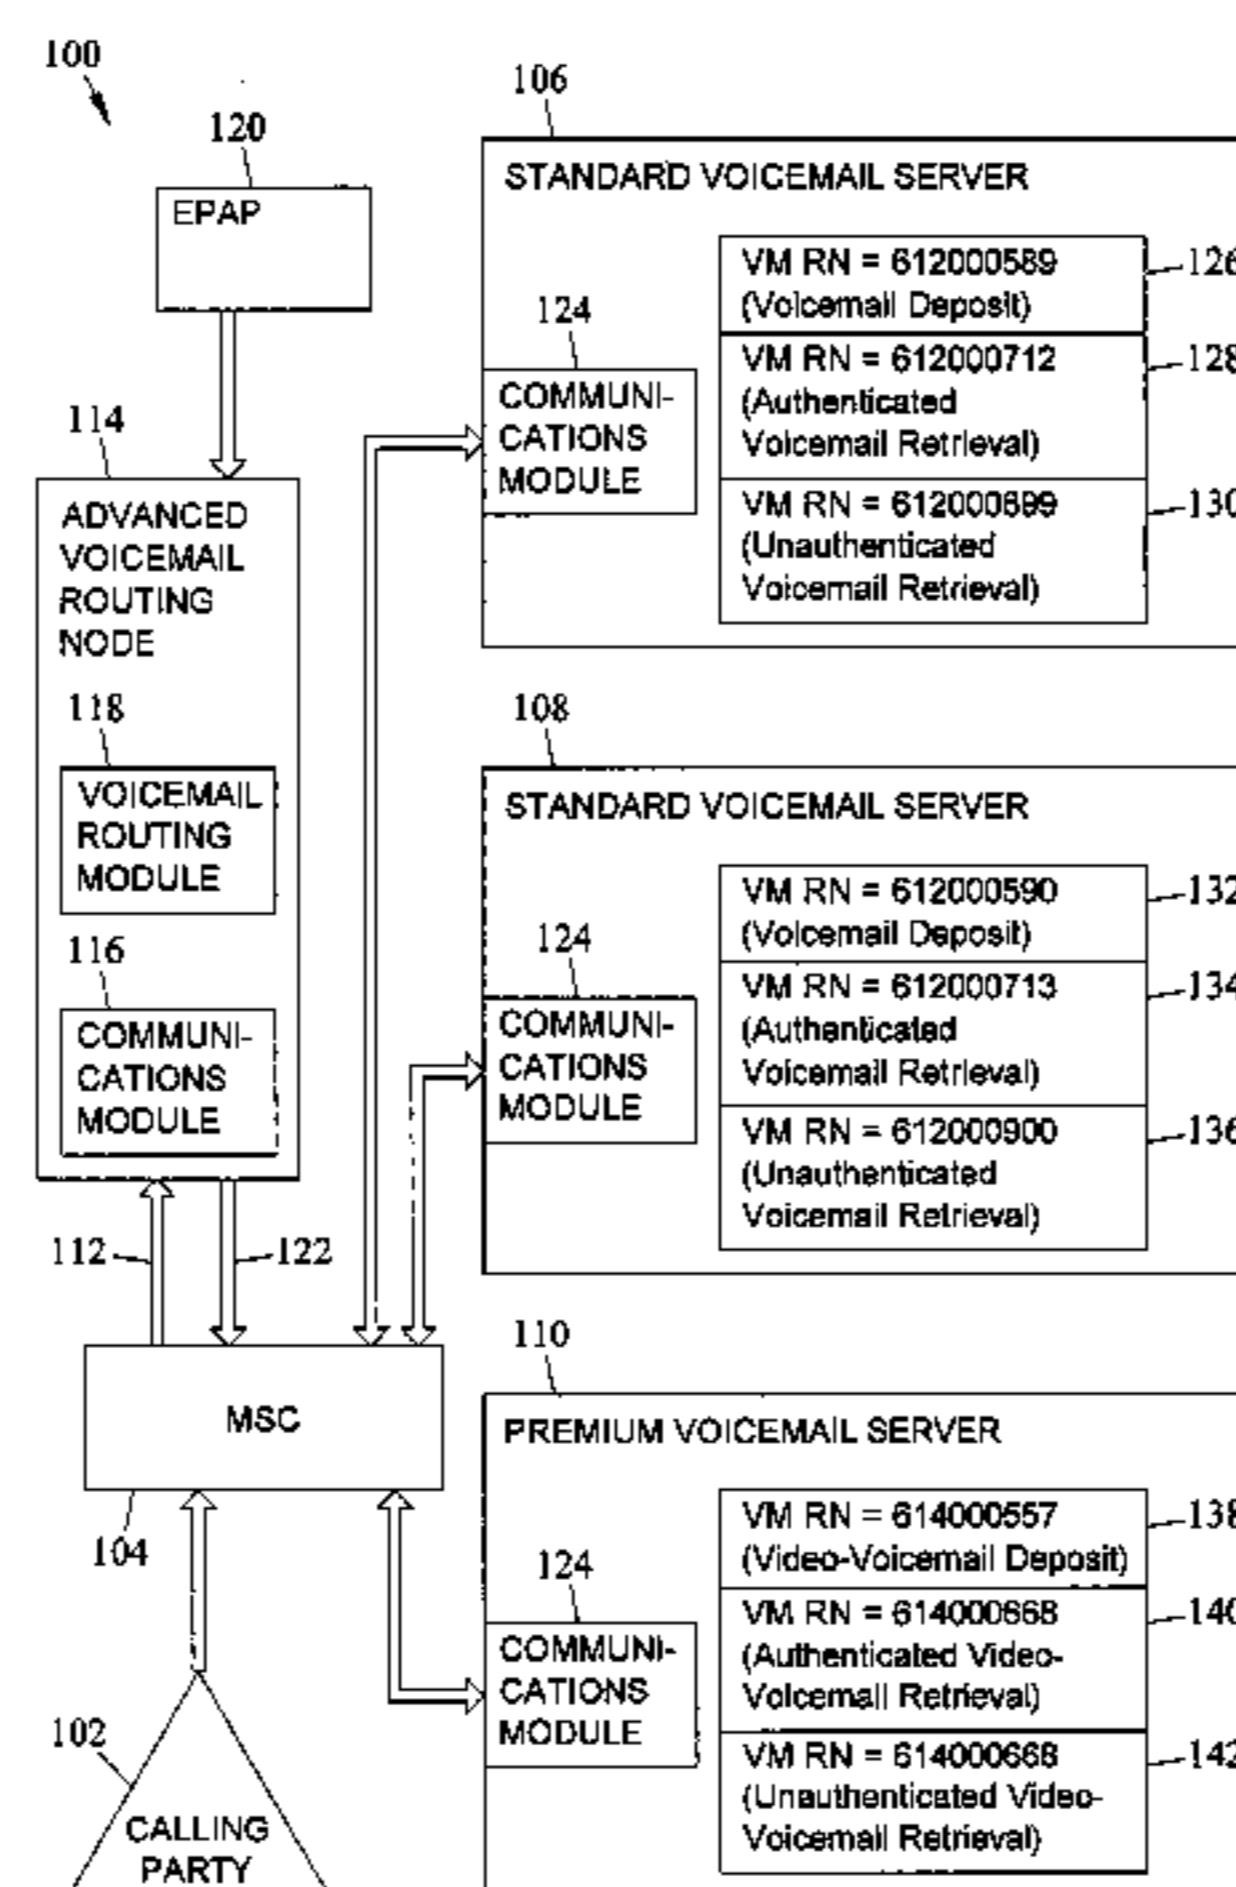 100
120
EPAP
114
ADVANCED
VOICEMAIL
ROUTING
NODE
118
VOICEMAIL
ROUTING
MODULE
116
COMMUNI-
CATIONS
MODULE
112
122
MSC
104
102
CALLING
PARTY
106
STANDARD VOICEMAIL SERVER
124
COMMUNI-
CATIONS
MODULE
VM RN = 612000589
(Voicemail Deposit)
126
VM RN = 612000712
(Authenticated
Voicemail Retrieval)
128
VM RN = 612000899
(Unauthenticated
Voicemail Retrieval)
130
108
STANDARD VOICEMAIL SERVER
124
COMMUNI-
CATIONS
MODULE
VM RN = 612000590
(Voicemail Deposit)
132
VM RN = 612000713
(Authenticated
Voicemail Retrieval)
134
VM RN = 612000900
(Unauthenticated
Voicemail Retrieval)
136
110
PREMIUM VOICEMAIL SERVER
124
COMMUNI-
CATIONS
MODULE
VM RN = 614000557
(Video-Voicemail Deposit)
138
VM RN = 614000668
(Authenticated Video-
Voicemail Retrieval)
140
VM RN = 614000668
(Unauthenticated Video-
Voicemail Retrieval)
142